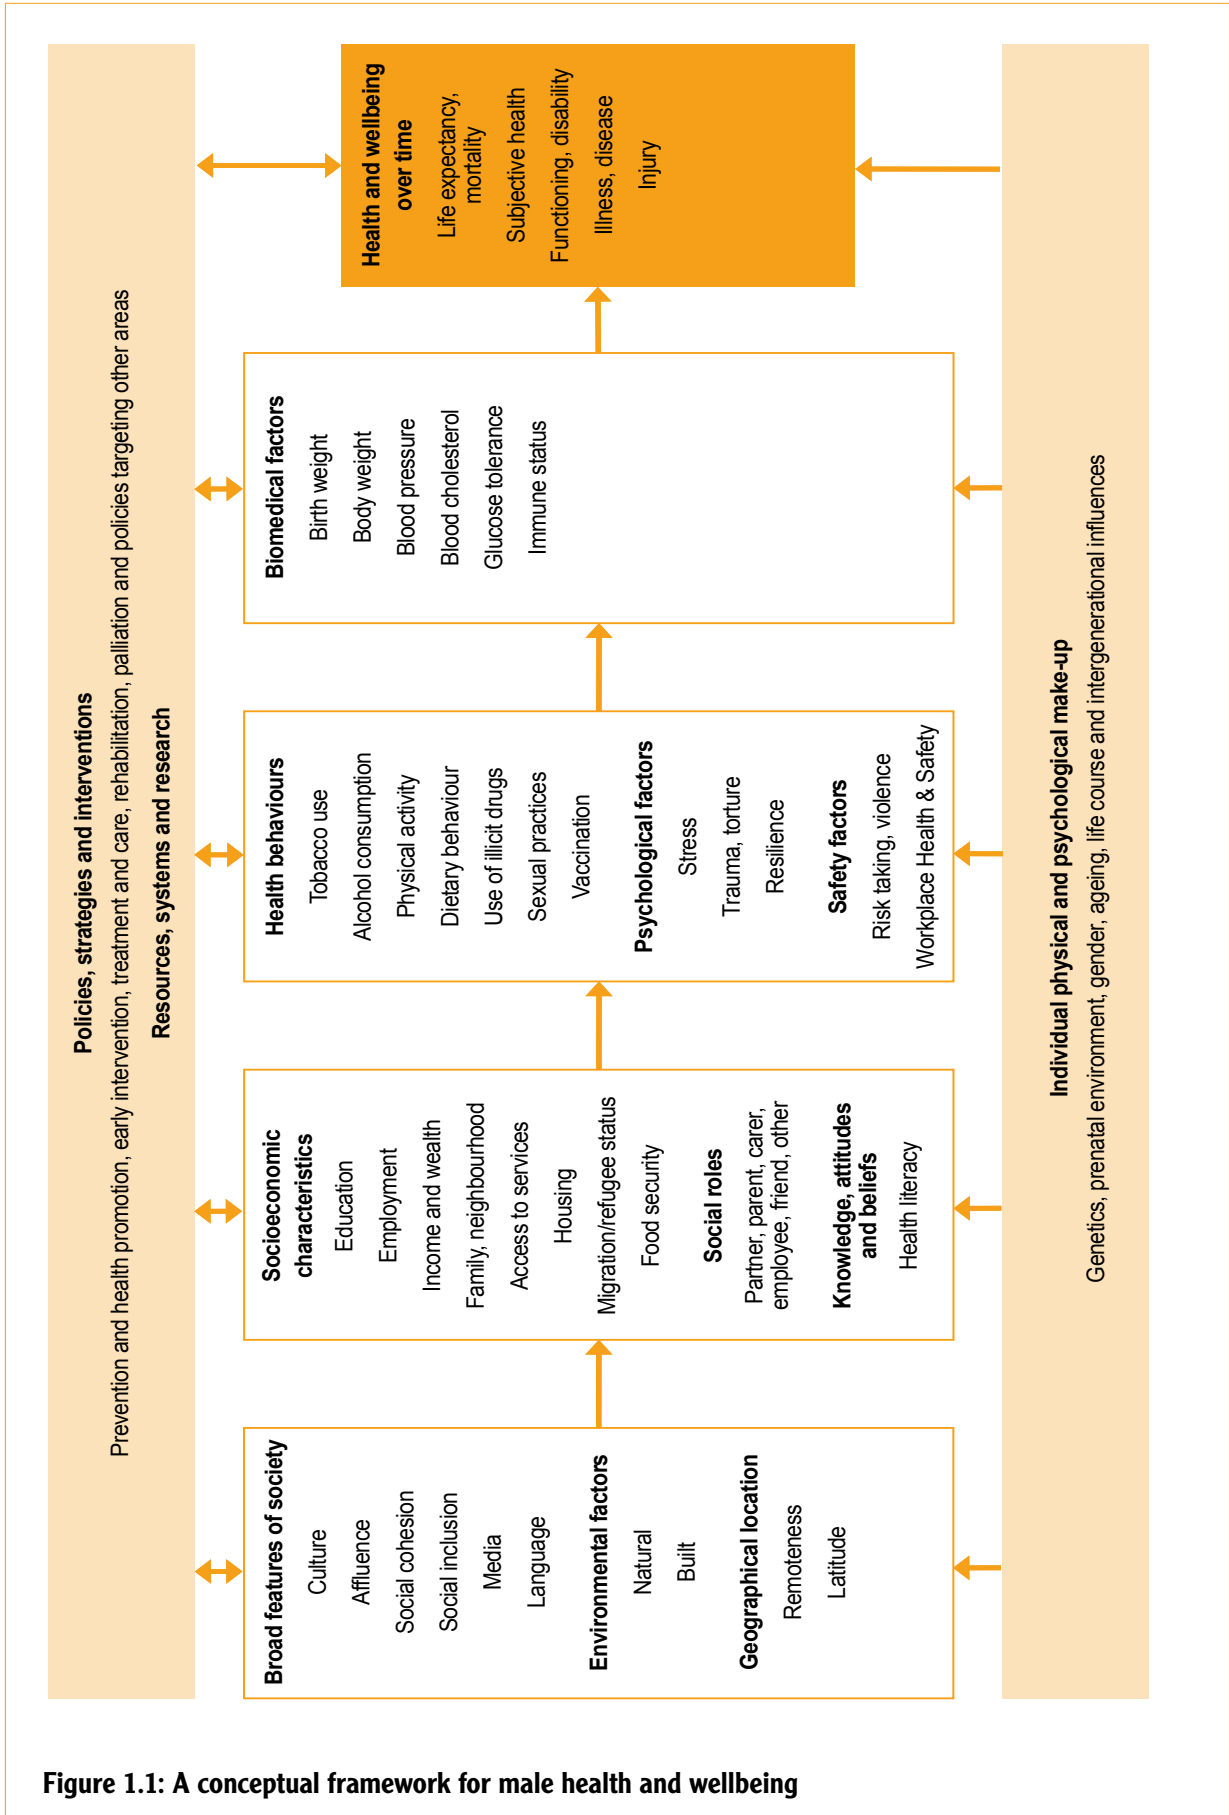 Policies, strategies and interventions
Prevention and health promotion, early intervention, treatment and care, rehabilitation, palliation and policies targeting other areas
Resources, systems and research
Broad features of society
Culture
Affluence
Social cohesion
Social inclusion
Media
Language
Environmental factors
Natural
Built
Geographical location
Remoteness
Latitude
Socioeconomic
characteristics
Education
Employment
Income and wealth
Family, neighbourhood
Access to services
Housing
Migration/refugee status
Food security
Social roles
Partner, parent, carer,
employee, friend, other
Knowledge, attitudes
and beliefs
Health literacy
Health behaviours
Tobacco use
Alcohol consumption
Physical activity
Dietary behaviour
Use of illicit drugs
Sexual practices
Vaccination
Psychological factors
Stress
Trauma, torture
Resilience
Safety factors
Risk taking, violence
Workplace Health & Safety
Biomedical factors
Birth weight
Body weight
Blood pressure
Blood cholesterol
Glucose tolerance
Immune status
Health and wellbeing
over time
Life expectancy,
mortality
Subjective health
Functioning, disability
Illness, disease
Injury
Individual physical and psychological make-up
Genetics, prenatal environment, gender, ageing, life course and intergenerational influences
Figure 1.1: A conceptual framework for male health and wellbeing